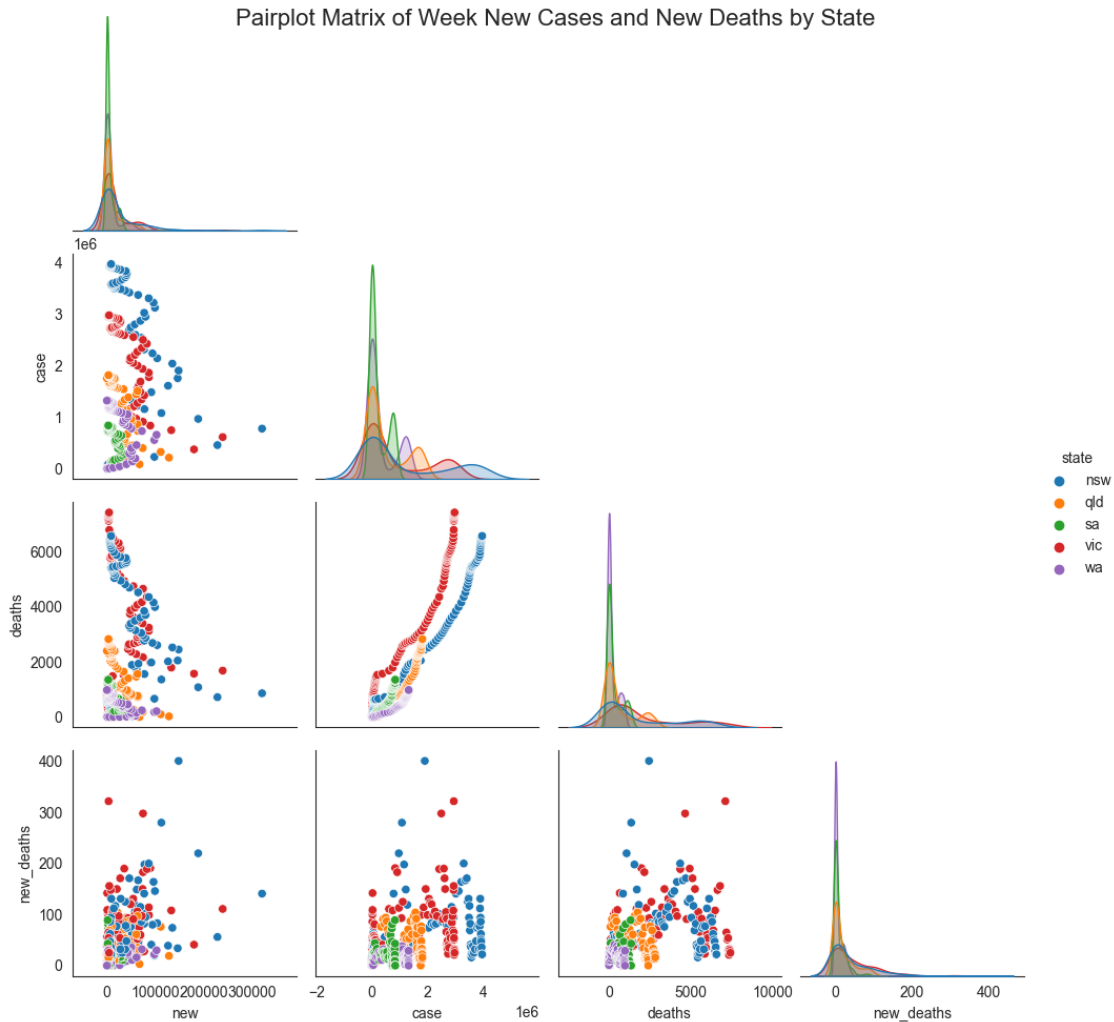 Pairplot Matrix of Week New Cases and New Deaths by State
1e6
4
3
2
1
0
case
state
nsw
qld
sa
vic
wa
6000
4000
2000
0
deaths
400
300
200
100
0
new_deaths
0 100000 200000 300000
new
−2 0 2 4
1e6
case
0 5000 10000
deaths
0 200 400
new_deaths